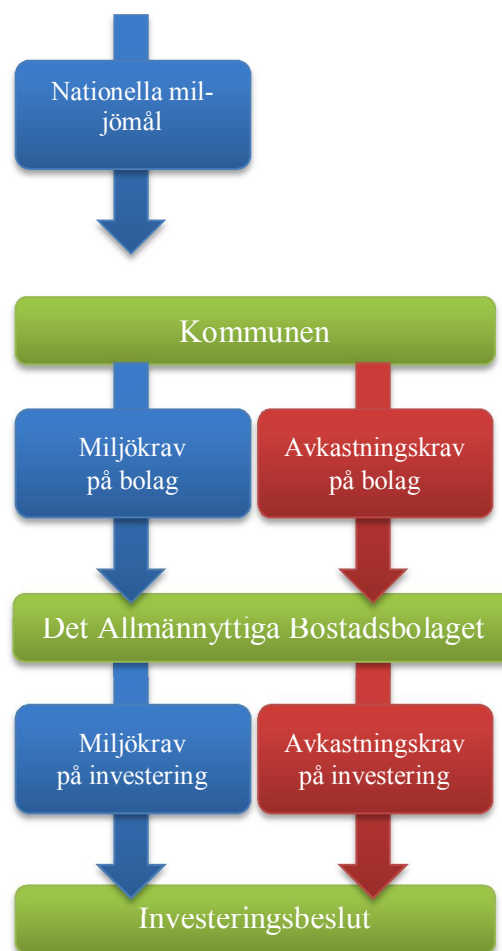 Nationella mil-
jömål
Kommunen
Miljökrav
på bolag
Avkastningskrav
på bolag
Det Allmännyttiga Bostadsbolaget
Miljökrav
på investering
Avkastningskrav
på investering
Investeringsbeslut